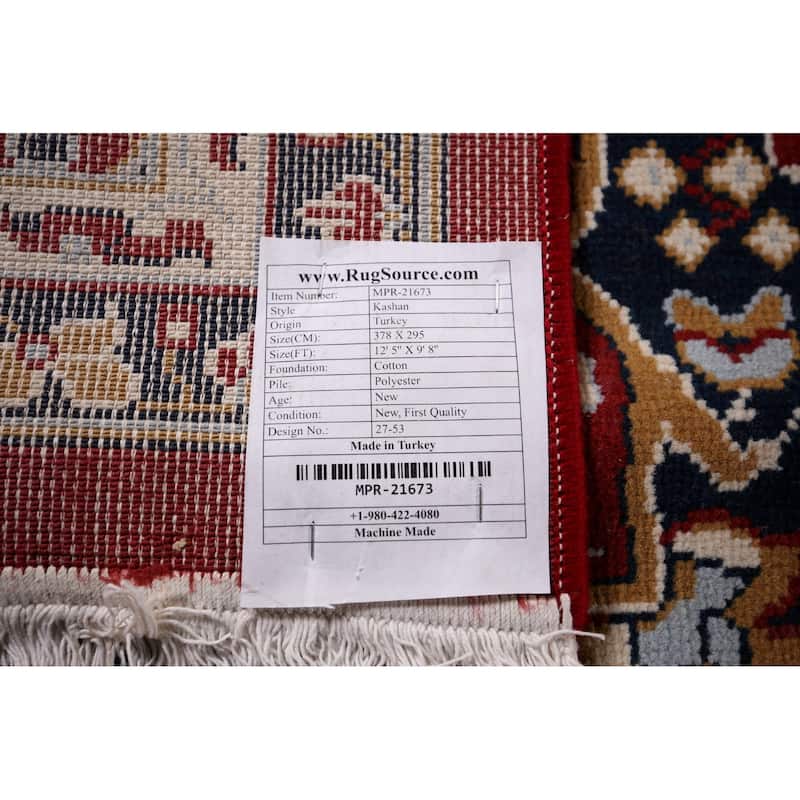 www.RugSource.com
Item Number: MPR-21673
Style Kashan
Origin Turkey
Size(CM): 378 X 295
Size(FT): 12' 5" X 9' 8"
Foundation: Cotton
Pile: Polyester
Age: New
Condition: New, First Quality
Design No.: 27-53
Made in Turkey
MPR-21673
+1-980-422-4080
Machine Made